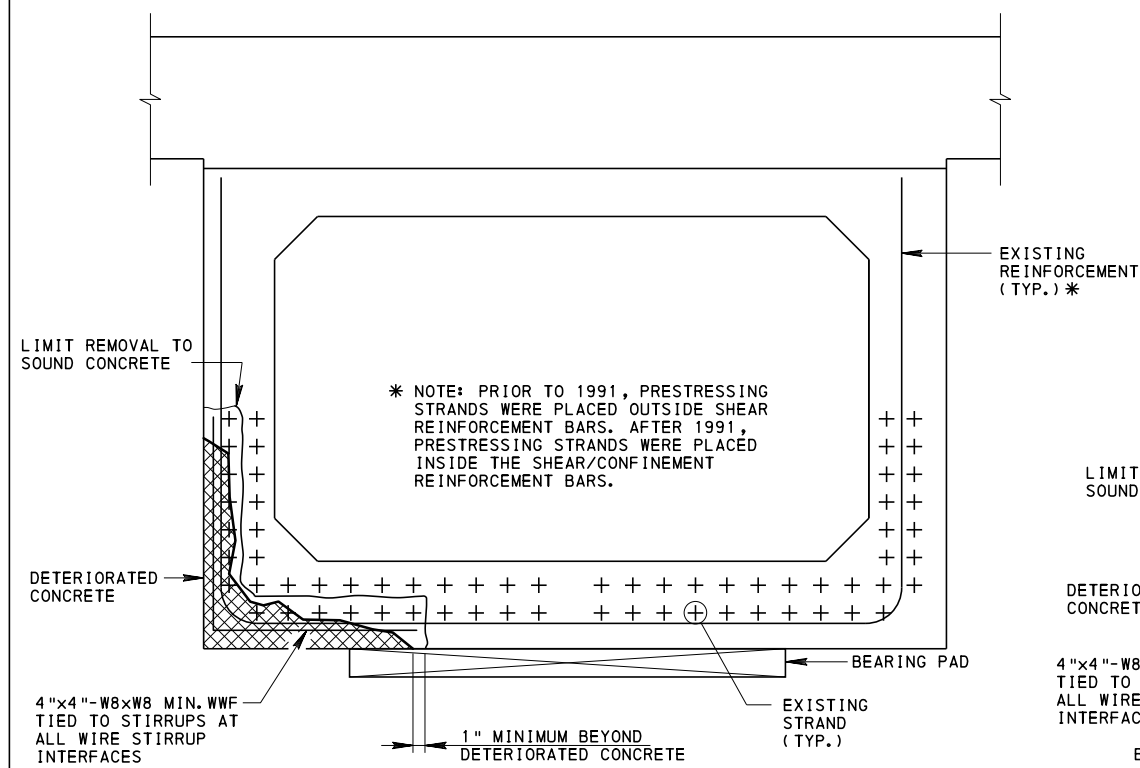 EXISTING
REINFORCEMENT
(TYP.)*
LIMIT REMOVAL TO
SOUND CONCRETE
* NOTE: PRIOR TO 1991, PRESTRESSING
STRANDS WERE PLACED OUTSIDE SHEAR
REINFORCEMENT BARS. AFTER 1991,
PRESTRESSING STRANDS WERE PLACED
INSIDE THE SHEAR/CONFINEMENT
REINFORCEMENT BARS.
DETERIORATED
CONCRETE
4"x4"-W8xW8 MIN. WWF
TIED TO STIRRUPS AT
ALL WIRE STIRRUP
INTERFACES
1" MINIMUM BEYOND
DETERIORATED CONCRETE
EXISTING
STRAND
(TYP.)
BEARING PAD
LIMIT
SOUND
DETERIO
CONCRET
4"x4"-W8
TIED TO
ALL WIRE
INTERFAC